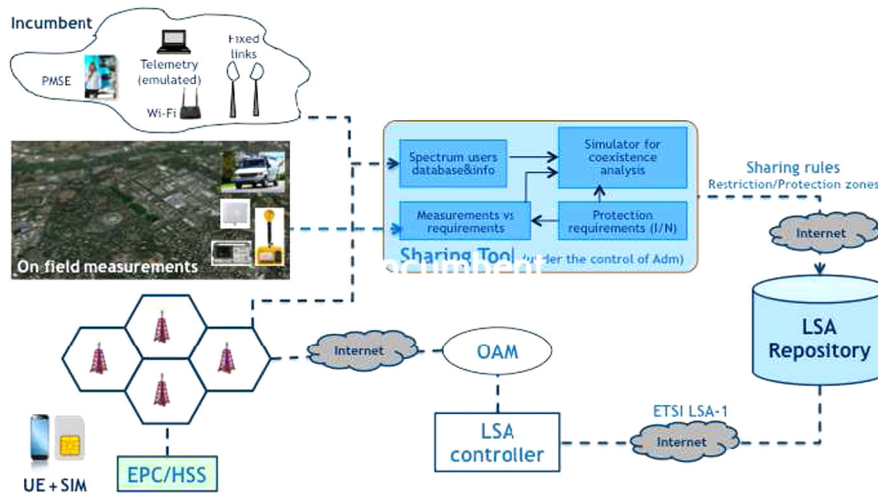 Incumbent
Fixed
links
Telemetry
(emulated)
PMSE
Wi-Fi
Spectrum users
database&info
Simulator for
coexistence
analysis
Measurements vs
requirements
Protection
requirements (I/N)
Sharing Tool (under the control of Adm)
Sharing rules
Restriction/Protection zones
Internet
On field measurements
LSA
Repository
Internet
OAM
ETSI LSA-1
Internet
LSA
controller
UE + SIM
EPC/HSS